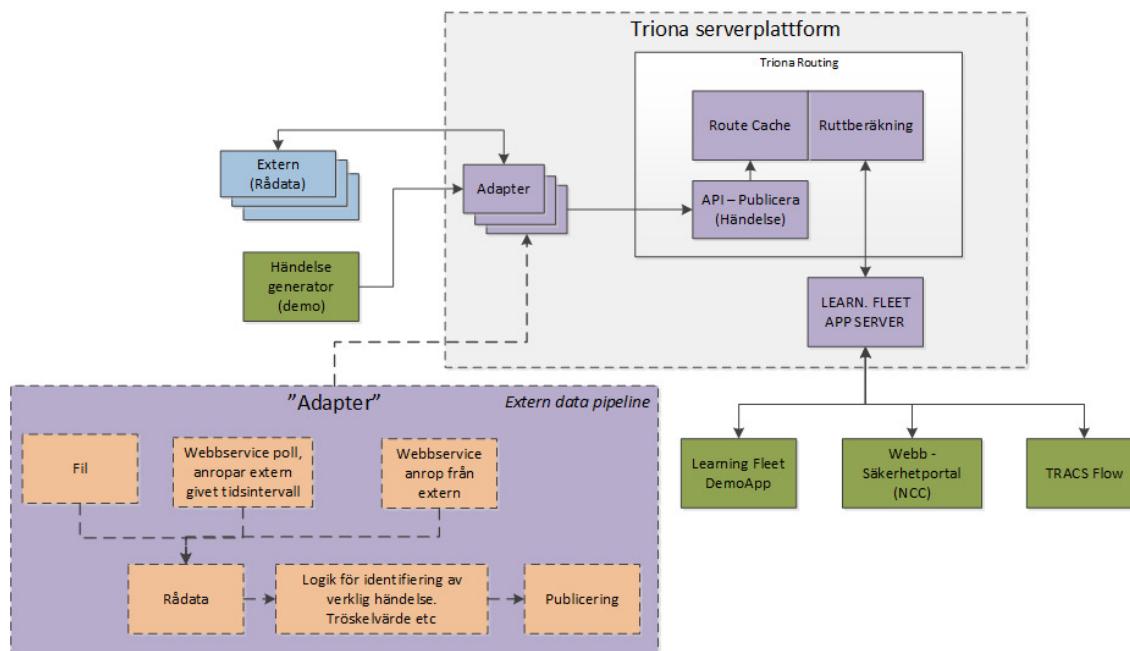 Triona serverplattform
Triona Routing
Route Cache
Ruttberäkning
Extern
(Rådata)
Adapter
API – Publicera
(Händelse)
Händelse
generator
(demo)
LEARN. FLEET
APP SERVER
”Adapter”
Extern data pipeline
Fil
Webbservice poll,
anropar extern
givet tidsintervall
Webbservice
anrop från
extern
Learning Fleet
DemoApp
Webb -
Säkerhetportal
(NCC)
TRACS Flow
Rådata
Logik för identifiering av
verklig händelse.
Tröskelvärde etc
Publicering